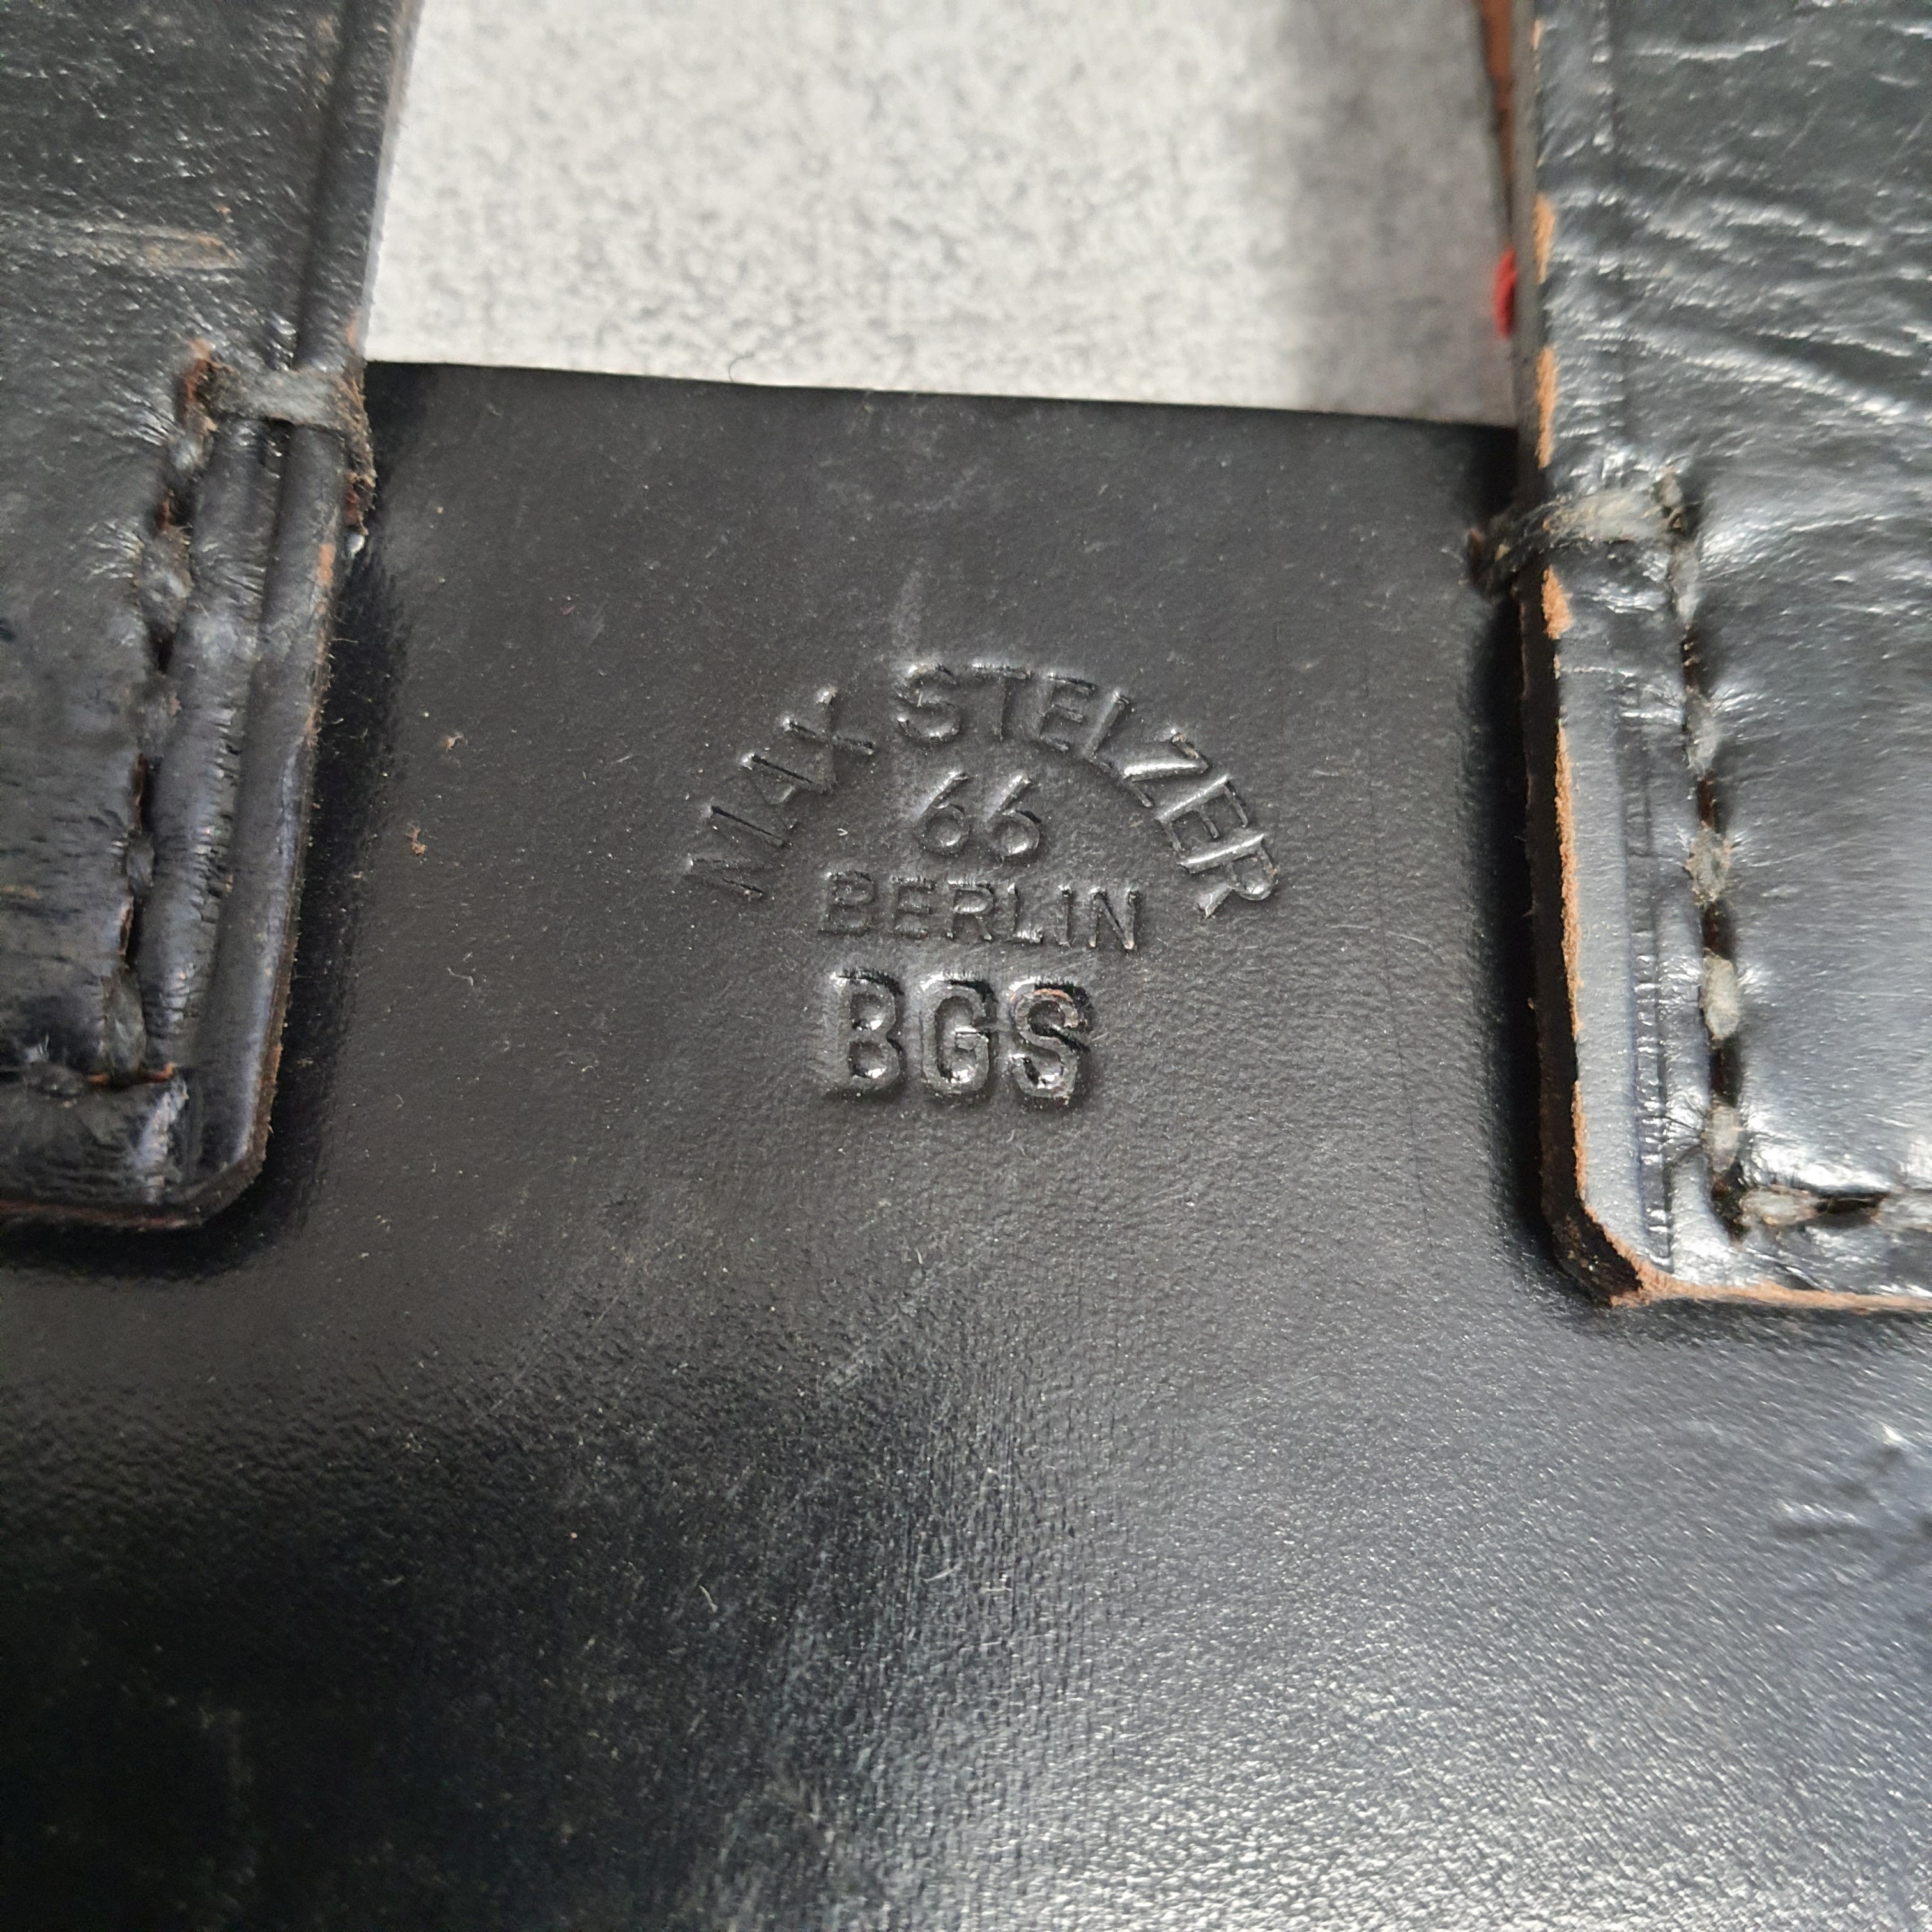 MAX STELZER
66
BERLIN
BGS